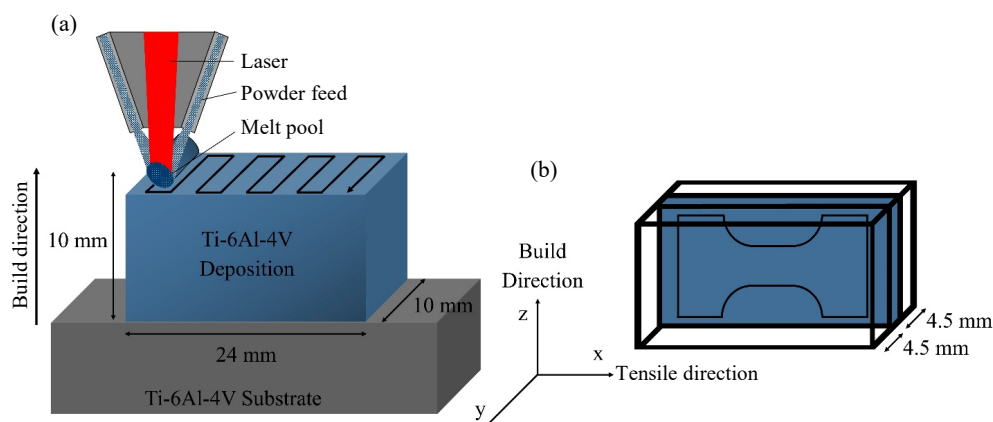 (a)
Laser
Powder feed
Melt pool
Build direction
10 mm
Ti-6Al-4V
Deposition
10 mm
24 mm
Ti-6Al-4V Substrate
(b)
Build
Direction
z
x
Tensile direction
y
4.5 mm
4.5 mm